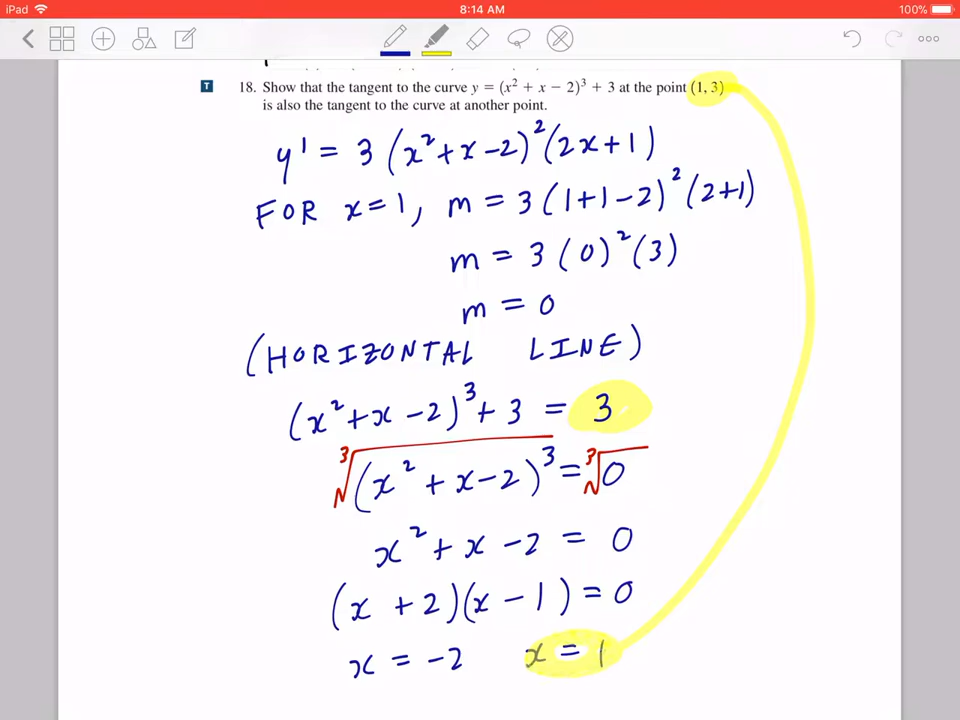 iPad 8:14 AM 100%
T 18. Show that the tangent to the curve y = (x² + x − 2)³ + 3 at the point (1, 3)
is also the tangent to the curve at another point.
y' = 3 (x²+x-2)²(2x+1)
FOR x=1, m = 3(1+1-2)²(2+1)
m = 3(0)²(3)
m = 0
(HORIZONTAL LINE)
(x²+x-2)³+3 = 3
∛(x²+x-2)³ = ∛0
x²+x-2 = 0
(x+2)(x-1)=0
x = -2 x = 1